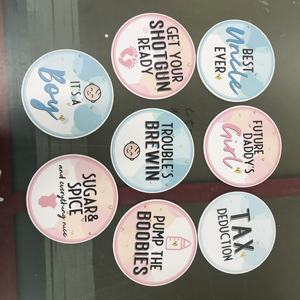 IT'S A
Boy
GET YOUR
SHOTGUN
READY
BEST
Uncle
EVER
TROUBLE'S
BREWIN
FUTURE
DADDY'S
Girl
SUGAR&
SPICE
and everything nice
PUMP THE
BOOBIES
TAX
DEDUCTION